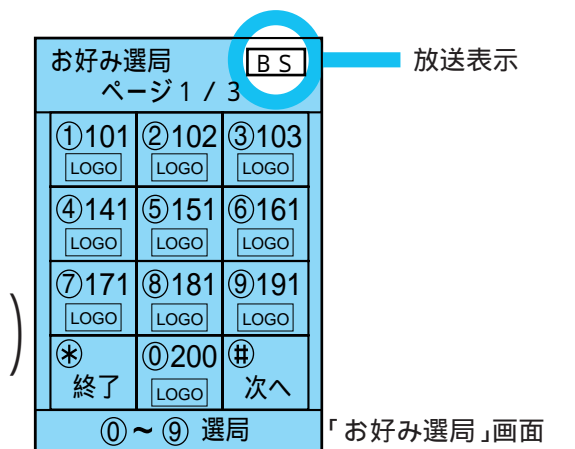 お好み選局 BS 放送表示
ページ1/3
①101 ②102 ③103
LOGO LOGO LOGO
④141 ⑤151 ⑥161
LOGO LOGO LOGO
⑦171 ⑧181 ⑨191
LOGO LOGO LOGO
) ✱ ⓪200 #
終了 LOGO 次へ
⓪~⑨ 選局 「お好み選局」画面